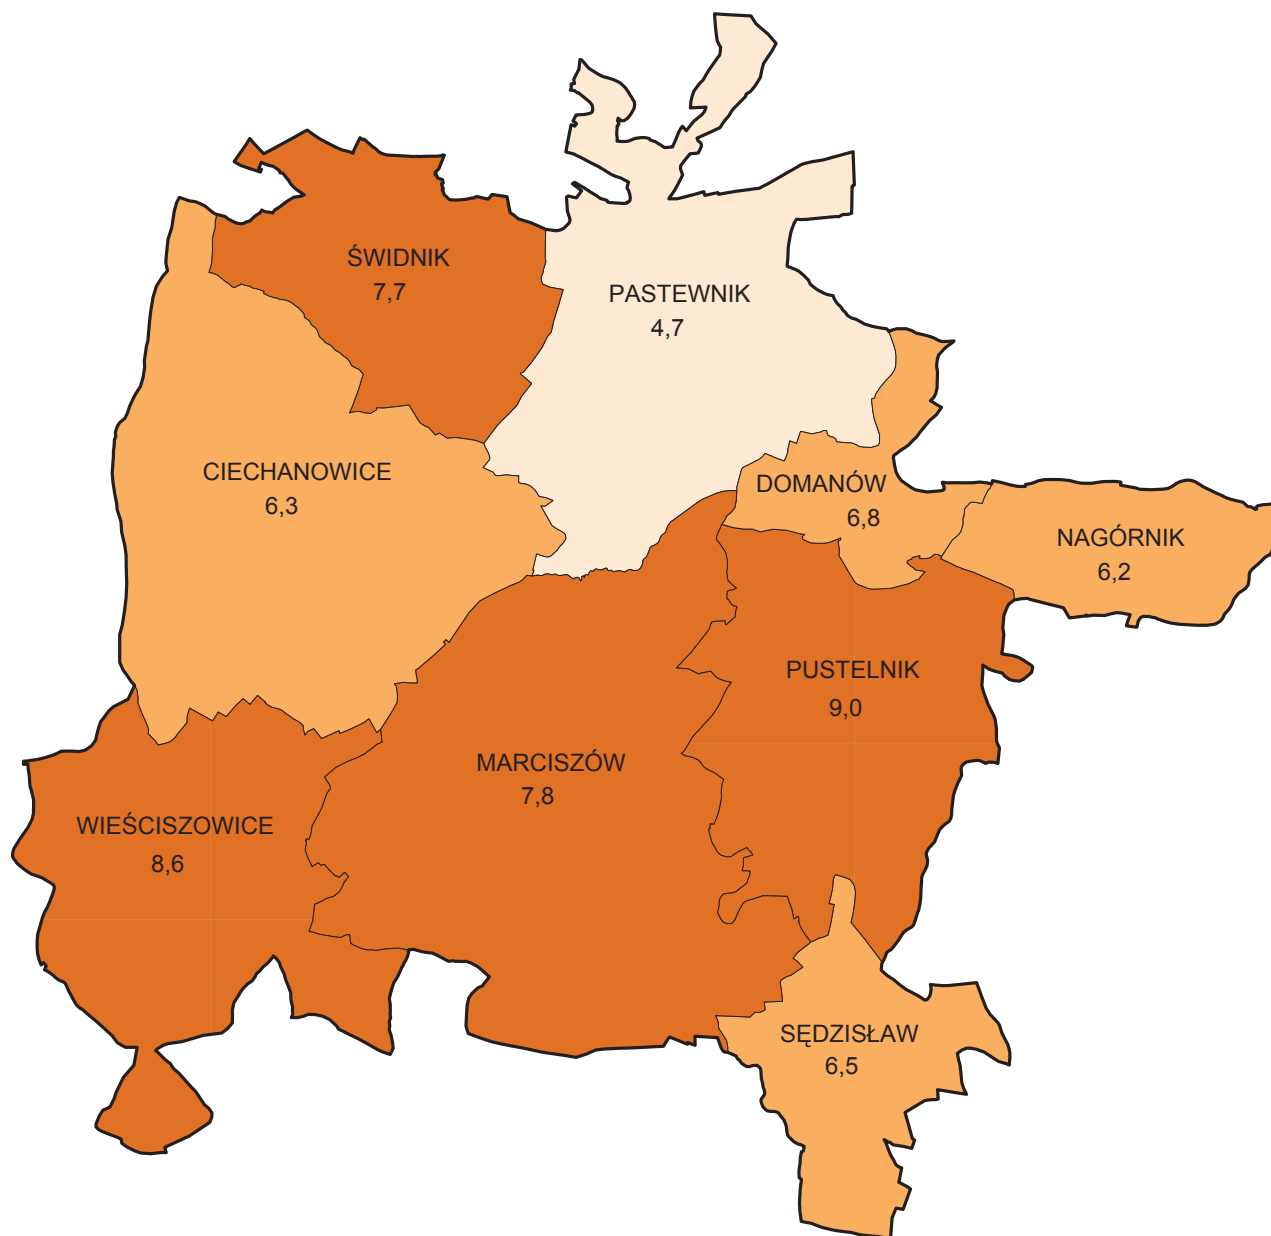 ŚWIDNIK
7,7
PASTEWNIK
4,7
CIECHANOWICE
6,3
DOMANÓW
6,8
NAGÓRNIK
6,2
PUSTELNIK
9,0
MARCISZÓW
7,8
WIEŚCISZOWICE
8,6
SĘDZISŁAW
6,5